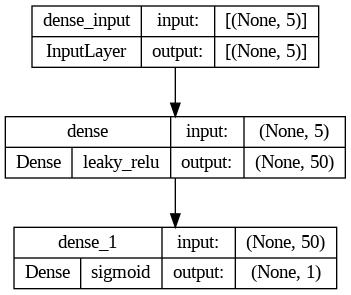 dense_input input: [(None, 5)]
InputLayer output: [(None, 5)]
dense input: (None, 5)
Dense leaky_relu output: (None, 50)
dense_1 input: (None, 50)
Dense sigmoid output: (None, 1)